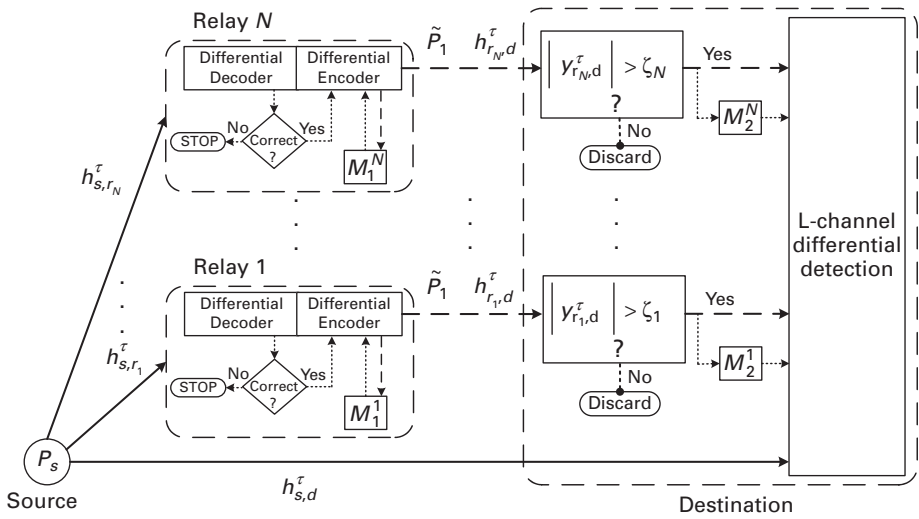 Relay N
Differential Decoder
Differential Encoder
No
Correct ?
Yes
STOP
M_1^N
P̃_1
h^τ_{r_N,d}
| y^τ_{r_N,d} | > ζ_N
?
Yes
No
Discard
M_2^N
h^τ_{s,r_N}
Relay 1
Differential Decoder
Differential Encoder
No
Correct ?
Yes
STOP
M_1^1
P̃_1
h^τ_{r_1,d}
| y^τ_{r_1,d} | > ζ_1
?
Yes
No
Discard
M_2^1
h^τ_{s,r_1}
L-channel
differential
detection
P_s
Source
h^τ_{s,d}
Destination